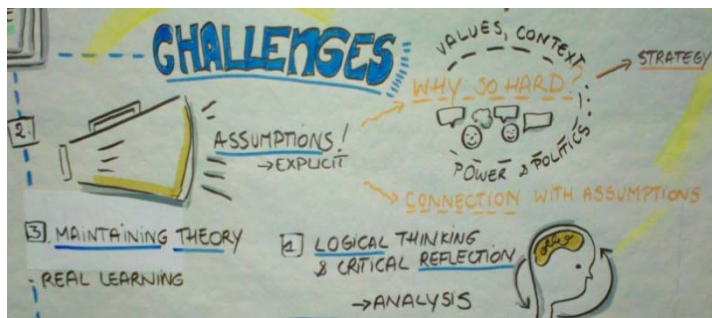 CHALLENGES
VALUES, CONTEXT
WHY SO HARD?
POWER & POLITICS
STRATEGY
2.
ASSUMPTIONS!
→ EXPLICIT
CONNECTION WITH ASSUMPTIONS
3. MAINTAINING THEORY
- REAL LEARNING
1 LOGICAL THINKING
& CRITICAL REFLECTION
→ ANALYSIS